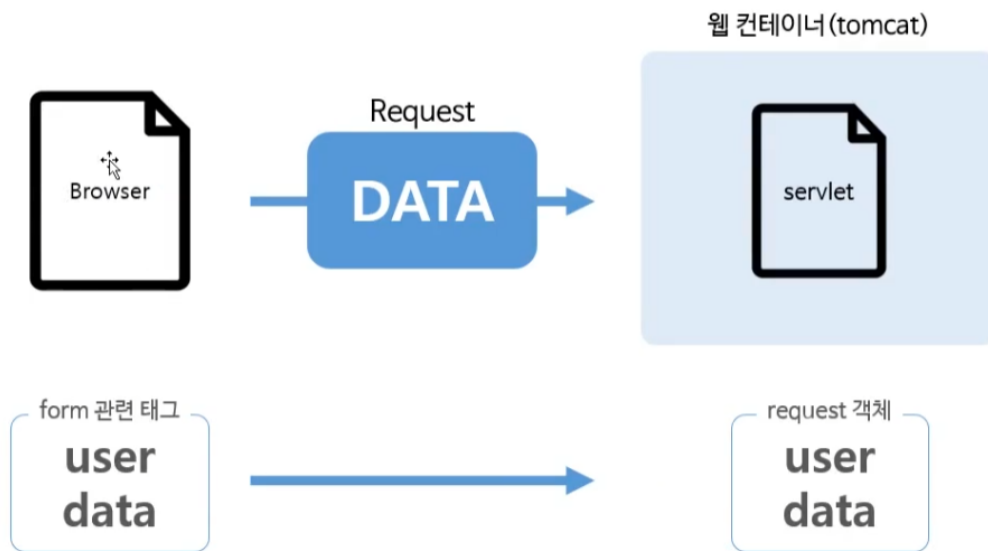 웹 컨테이너(tomcat)
Request
Browser
DATA
servlet
form 관련 태그
user
data
request 객체
user
data